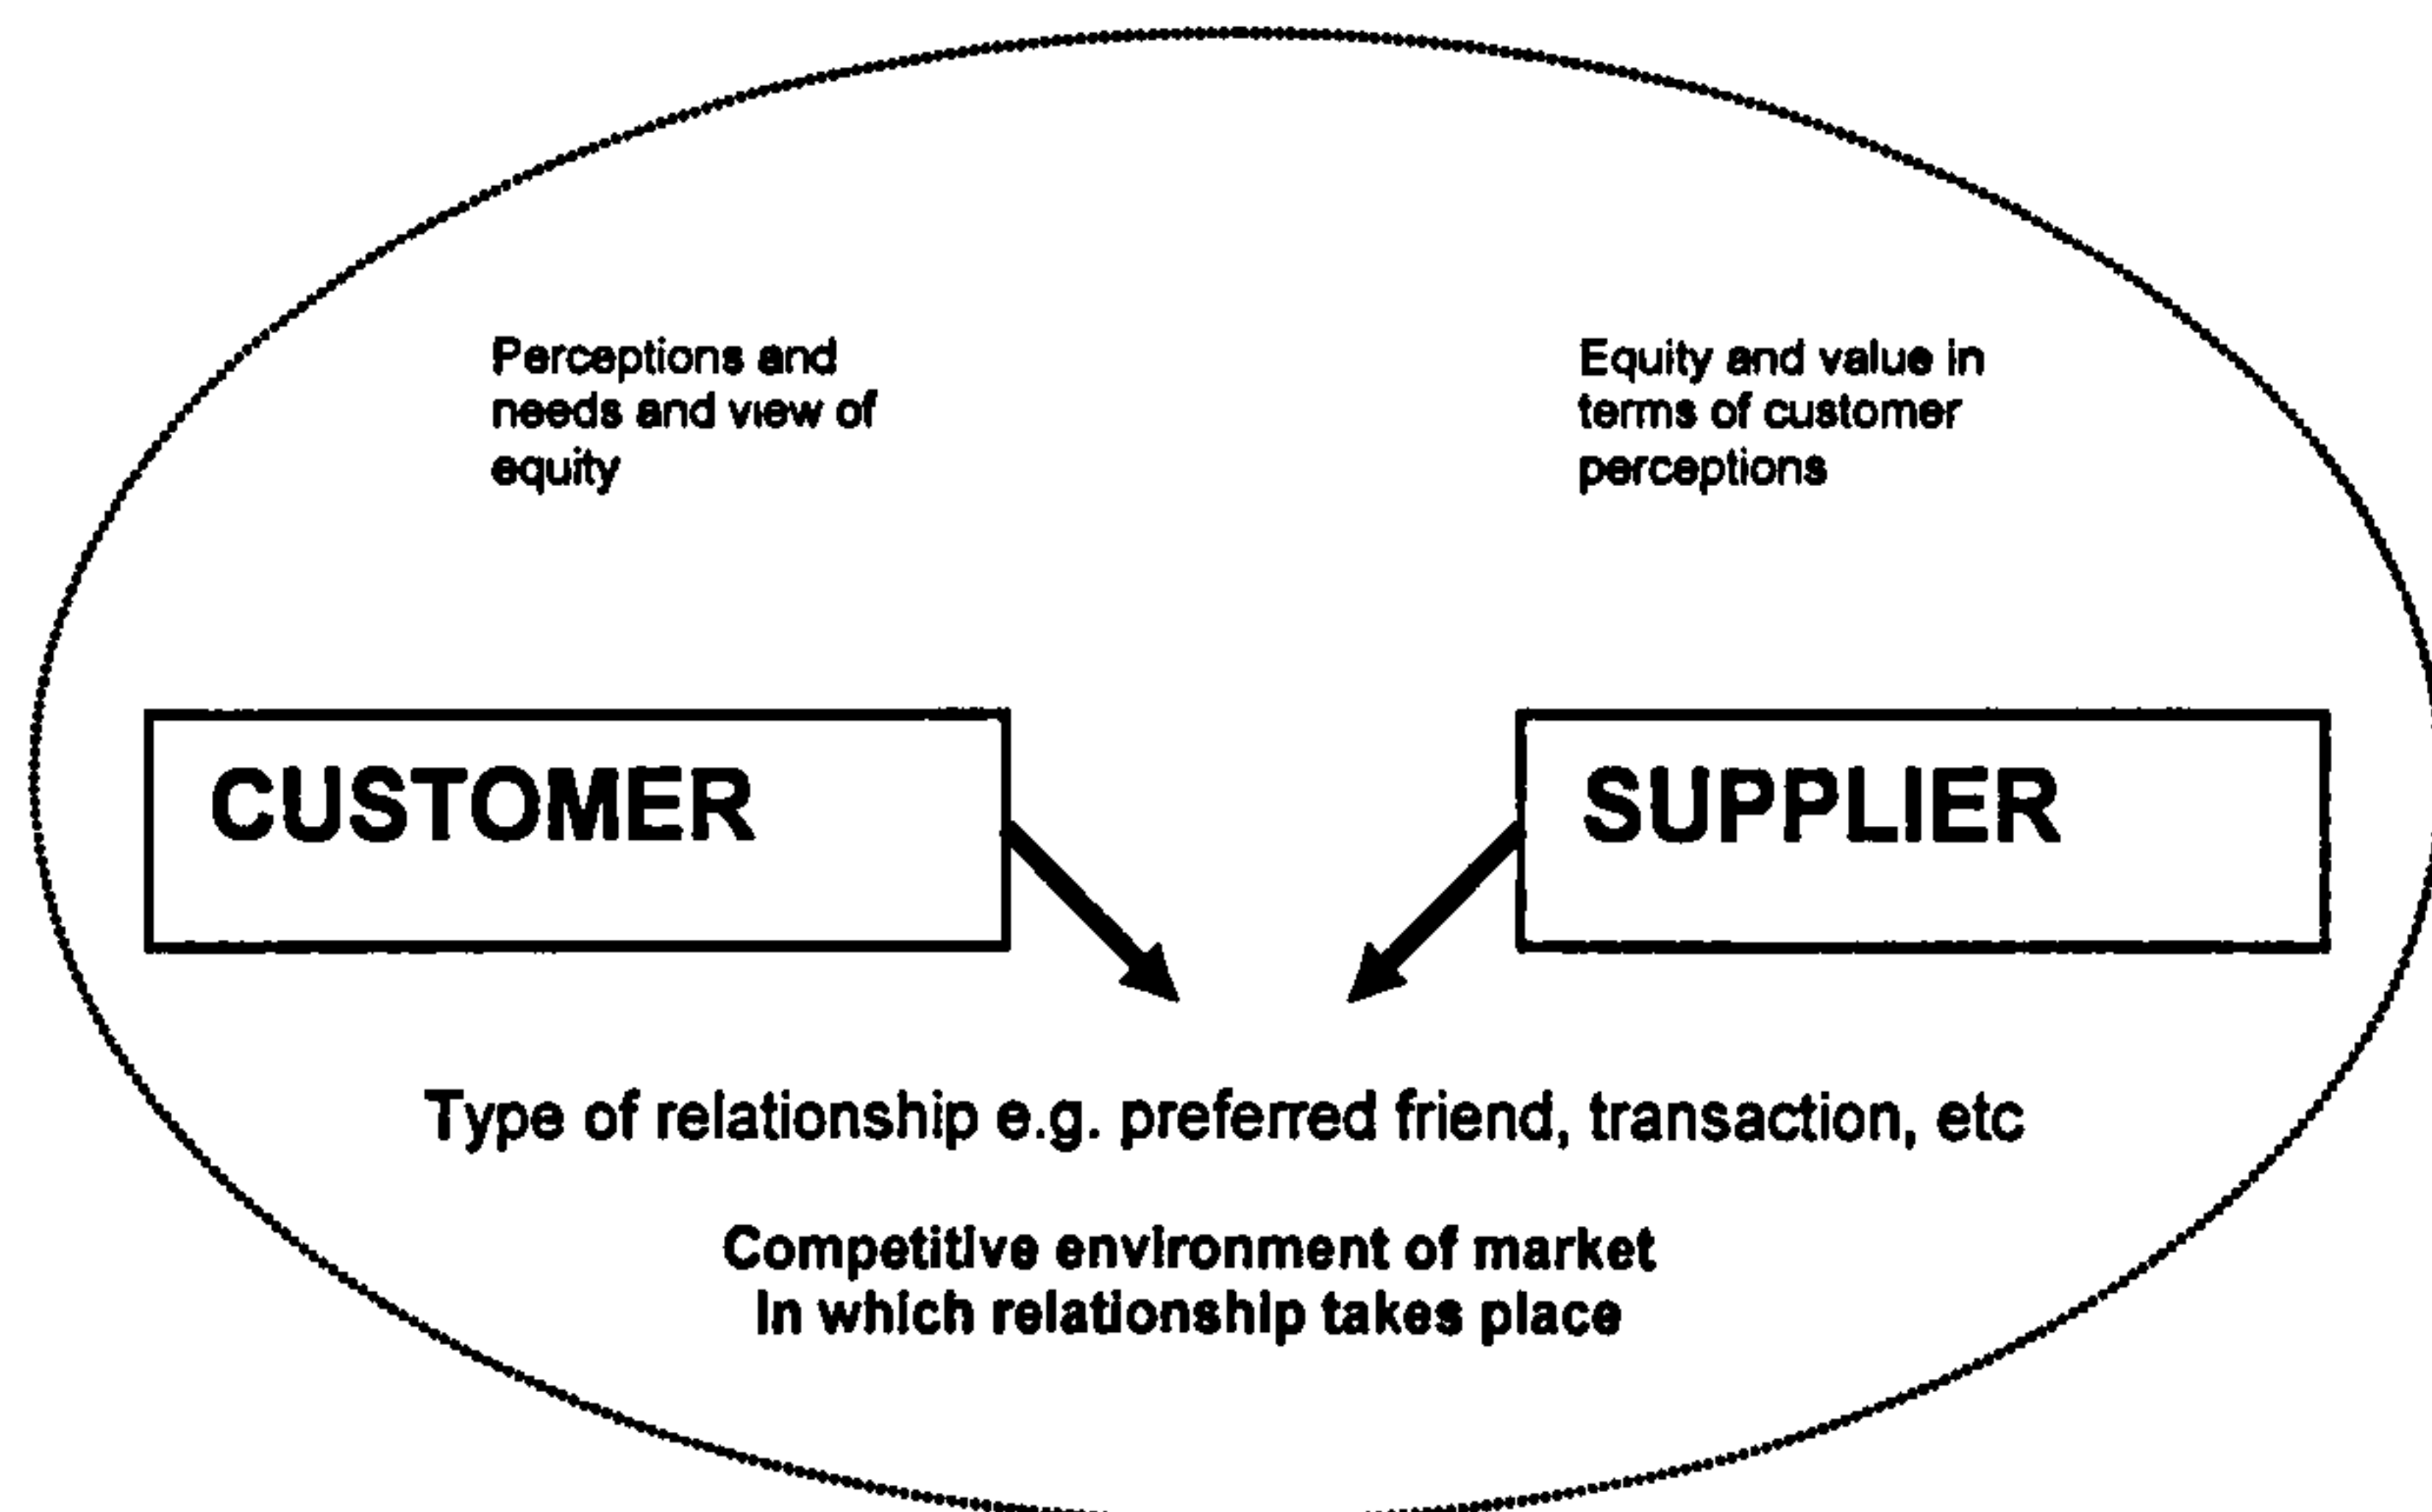 Perceptions and
needs and view of
equity
Equity and value in
terms of customer
perceptions
CUSTOMER
SUPPLIER
Type of relationship e.g. preferred friend, transaction, etc
Competitive environment of market
In which relationship takes place